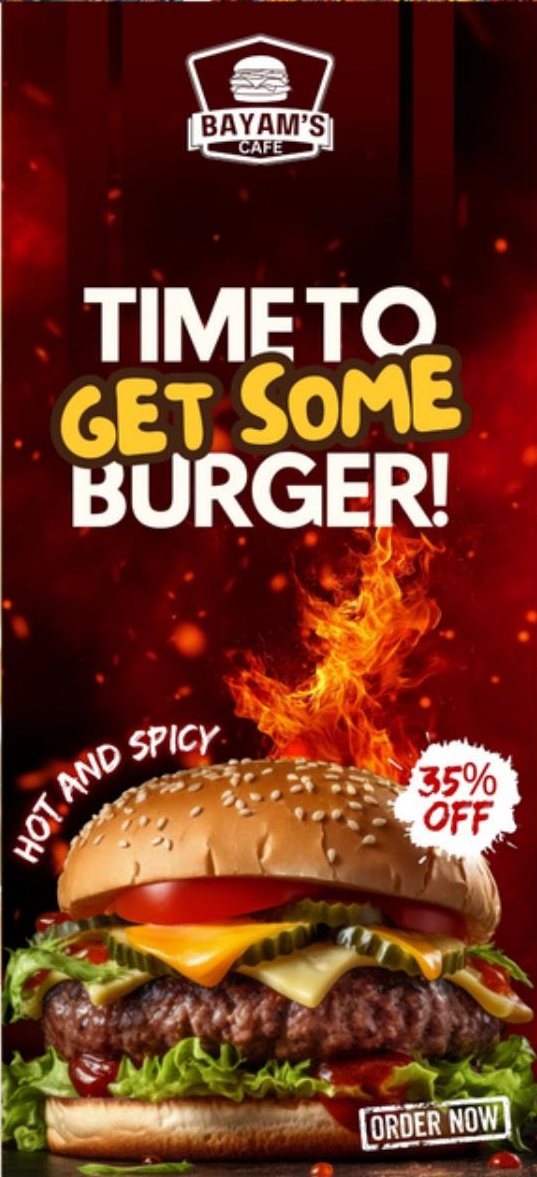 BAYAM'S
CAFE
TIME TO
GET SOME
BURGER!
HOT AND SPICY
35%
OFF
ORDER NOW